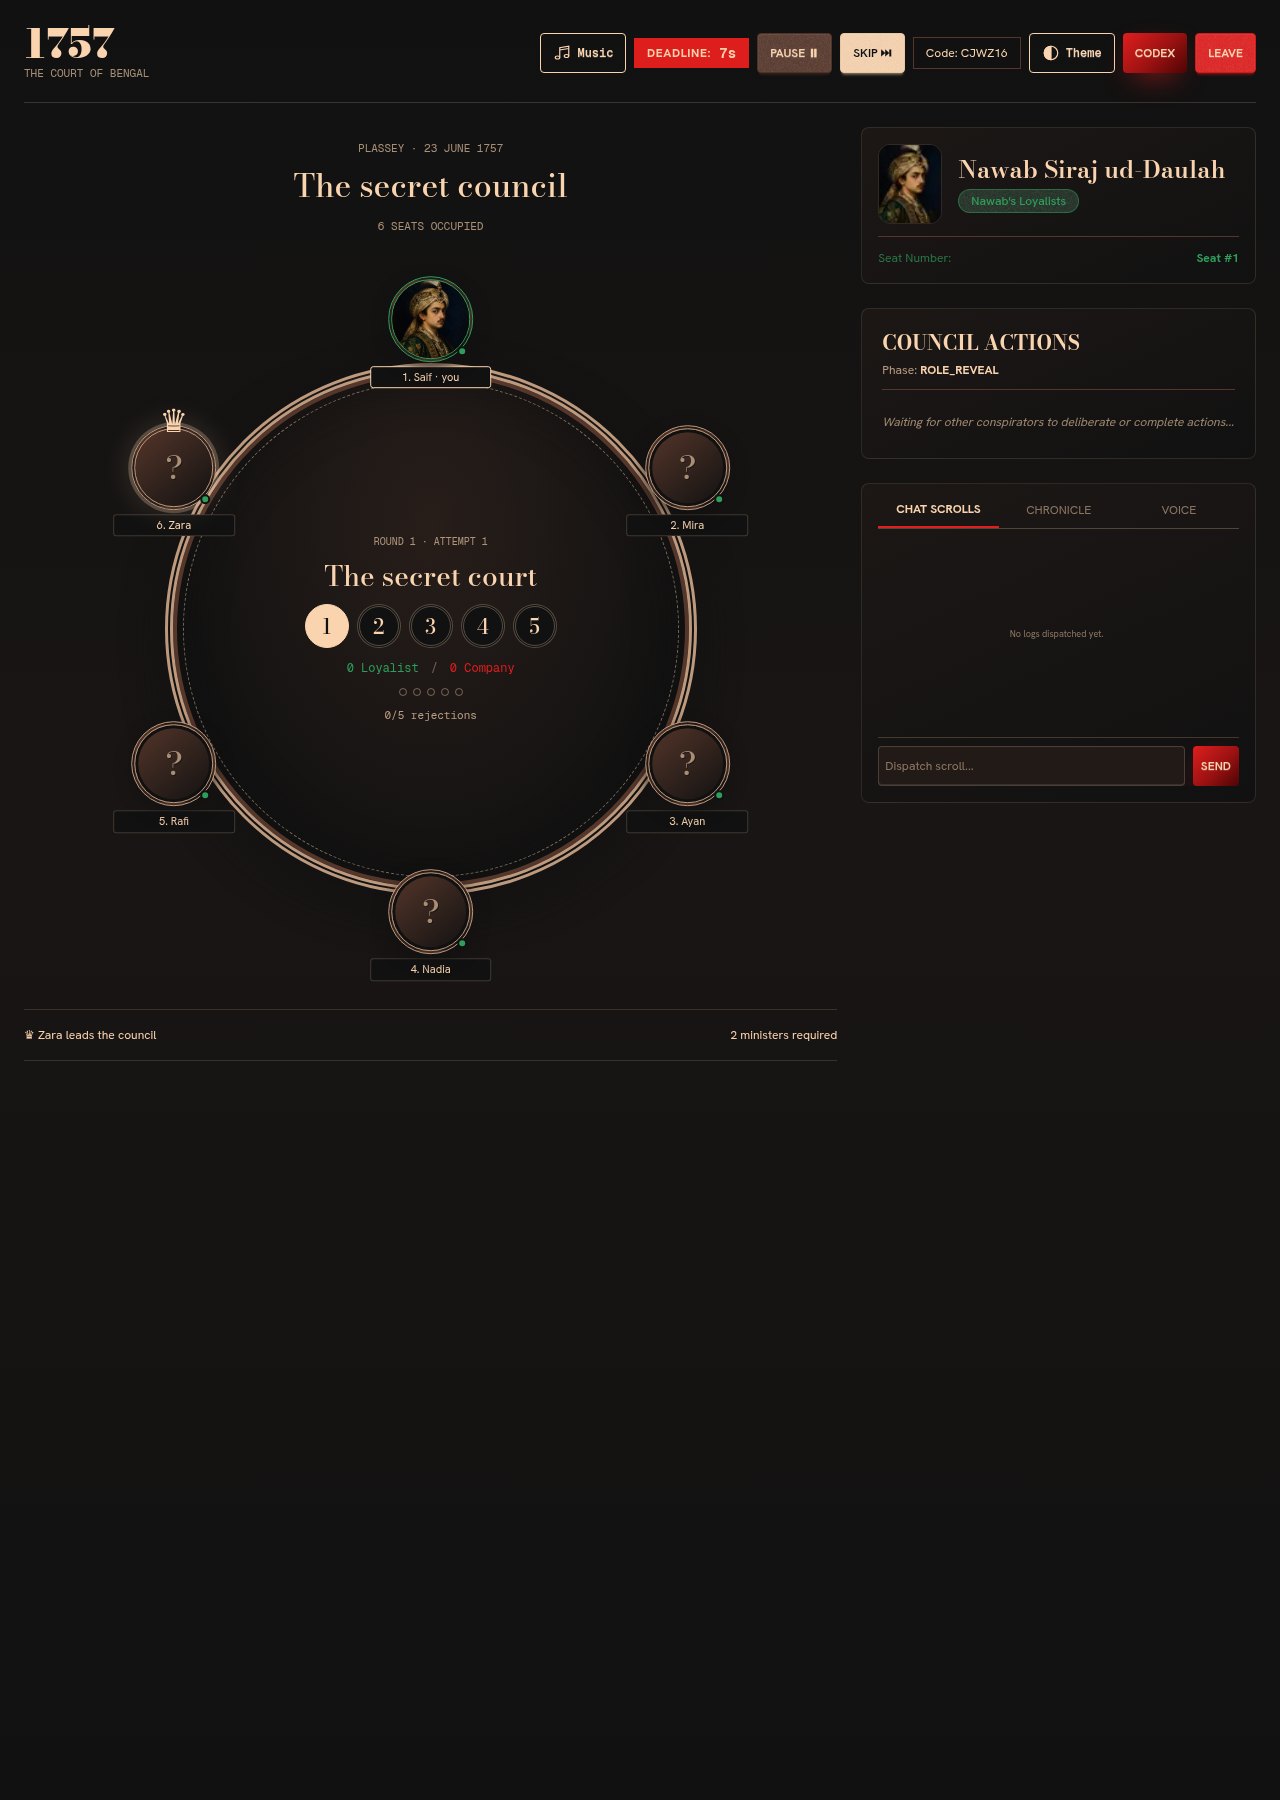 1757
THE COURT OF BENGAL
Music
DEADLINE: 7s
PAUSE ⏸
SKIP ⏭
Code: CJWZ16
Theme
CODEX
LEAVE
PLASSEY · 23 JUNE 1757
The secret council
6 SEATS OCCUPIED
1. Saif · you
?
6. Zara
?
2. Mira
ROUND 1 · ATTEMPT 1
The secret court
1 2 3 4 5
0 Loyalist / 0 Company
0/5 rejections
?
5. Rafi
?
3. Ayan
?
4. Nadia
♛ Zara leads the council
2 ministers required
Nawab Siraj ud-Daulah
Nawab's Loyalists
Seat Number: Seat #1
COUNCIL ACTIONS
Phase: ROLE_REVEAL
Waiting for other conspirators to deliberate or complete actions...
CHAT SCROLLS CHRONICLE VOICE
No logs dispatched yet.
Dispatch scroll...
SEND